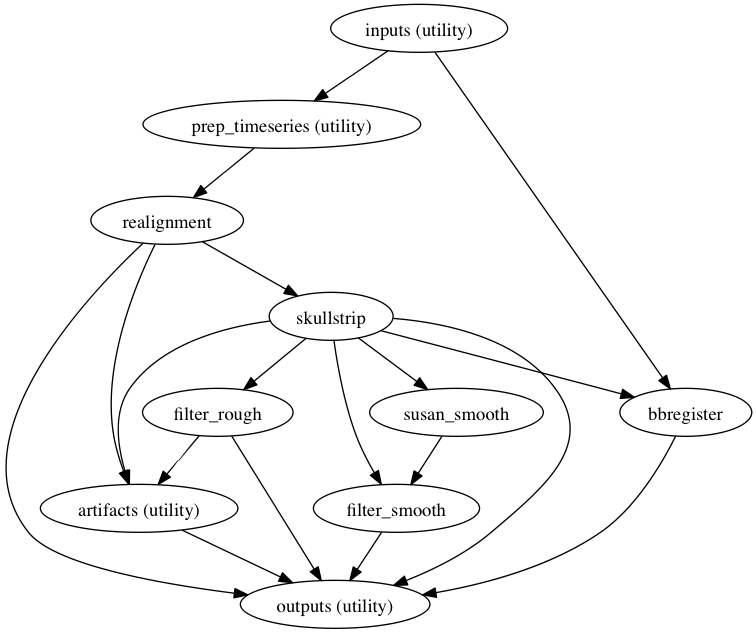 inputs (utility)
prep_timeseries (utility)
realignment
skullstrip
filter_rough
susan_smooth
bbregister
artifacts (utility)
filter_smooth
outputs (utility)